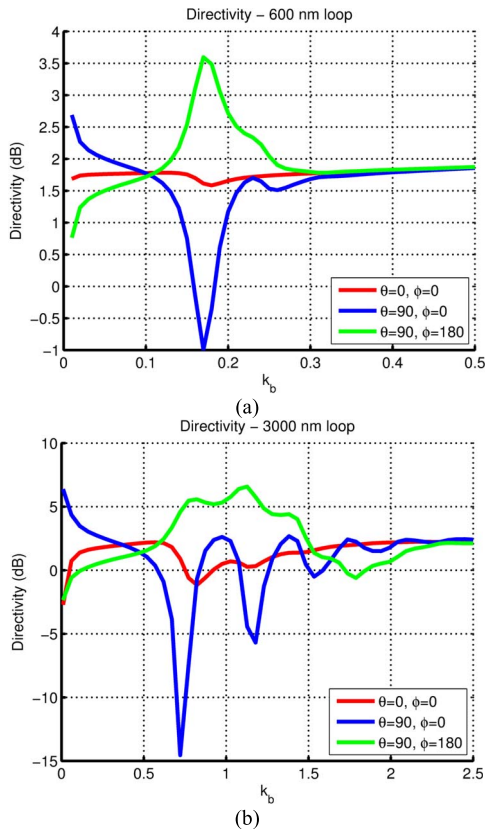 Directivity – 600 nm loop
Directivity (dB)
4
3.5
3
2.5
2
1.5
1
0.5
0
−0.5
−1
0
0.1
0.2
0.3
0.4
0.5
k_b
θ=0, ϕ=0
θ=90, ϕ=0
θ=90, ϕ=180
(a)
Directivity – 3000 nm loop
Directivity (dB)
10
5
0
−5
−10
−15
0
0.5
1
1.5
2
2.5
k_b
θ=0, ϕ=0
θ=90, ϕ=0
θ=90, ϕ=180
(b)